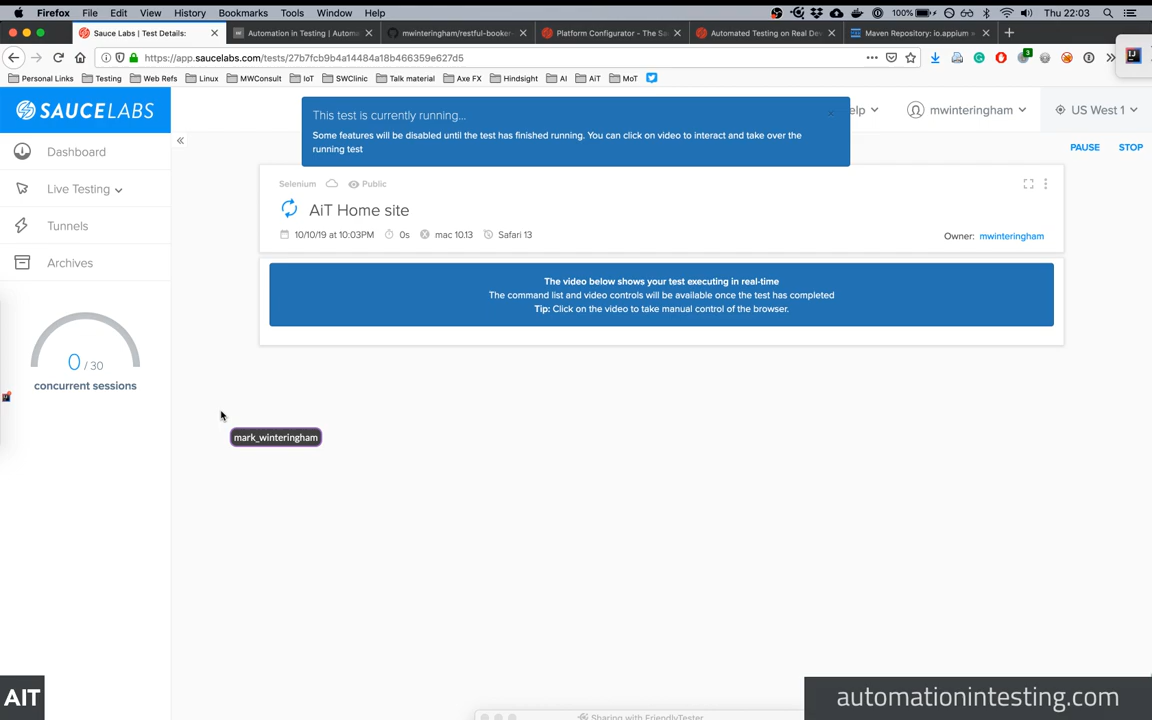 Firefox File Edit View History Bookmarks Tools Window Help 100% Thu 22:03
Sauce Labs | Test Details: Automation in Testing | Autom mwinteringham/restful-booker- Platform Configurator - The Sa Automated Testing on Real Dev Maven Repository: io.appium »
https://app.saucelabs.com/tests/27b7fcb9b4a14484a18b466359e627d5
Personal Links Testing Web Refs Linux MWConsult IoT SWClinic Talk material Axe FX Hindsight AI AiT MoT
SAUCELABS
This test is currently running...
Some features will be disabled until the test has finished running. You can click on video to interact and take over the
running test
elp mwinteringham US West 1
PAUSE STOP
Dashboard
Live Testing
Tunnels
Archives
0 / 30
concurrent sessions
Selenium Public
AiT Home site
10/10/19 at 10:03PM 0s mac 10.13 Safari 13
Owner: mwinteringham
The video below shows your test executing in real-time
The command list and video controls will be available once the test has completed
Tip: Click on the video to take manual control of the browser.
mark_winteringham
Sharing with FriendlyTester
AIT
automationintesting.com